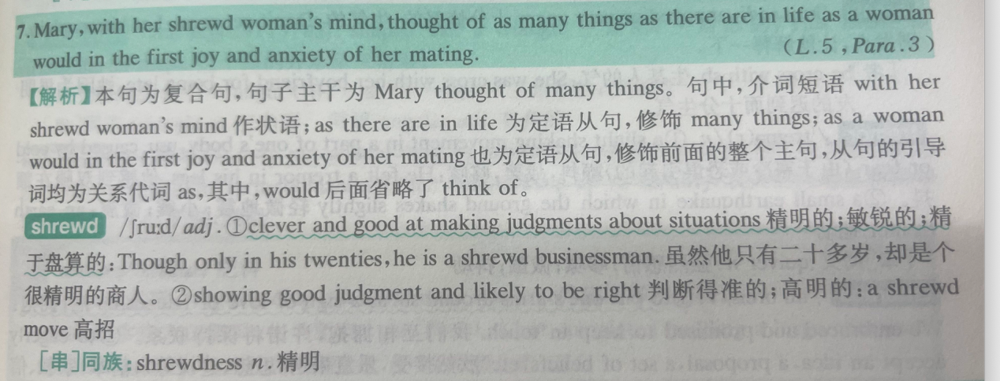 7. Mary, with her shrewd woman's mind, thought of as many things as there are in life as a woman
would in the first joy and anxiety of her mating. (L.5, Para.3)
【解析】本句为复合句,句子主干为 Mary thought of many things。句中,介词短语 with her
shrewd woman's mind 作状语; as there are in life 为定语从句,修饰 many things; as a woman
would in the first joy and anxiety of her mating 也为定语从句,修饰前面的整个主句,从句的引导
词均为关系代词 as,其中,would 后面省略了 think of。
shrewd /ʃruːd/ adj. ①clever and good at making judgments about situations 精明的;敏锐的;精
于盘算的: Though only in his twenties, he is a shrewd businessman. 虽然他只有二十多岁,却是个
很精明的商人。②showing good judgment and likely to be right 判断得准的;高明的: a shrewd
move 高招
[串]同族: shrewdness n. 精明